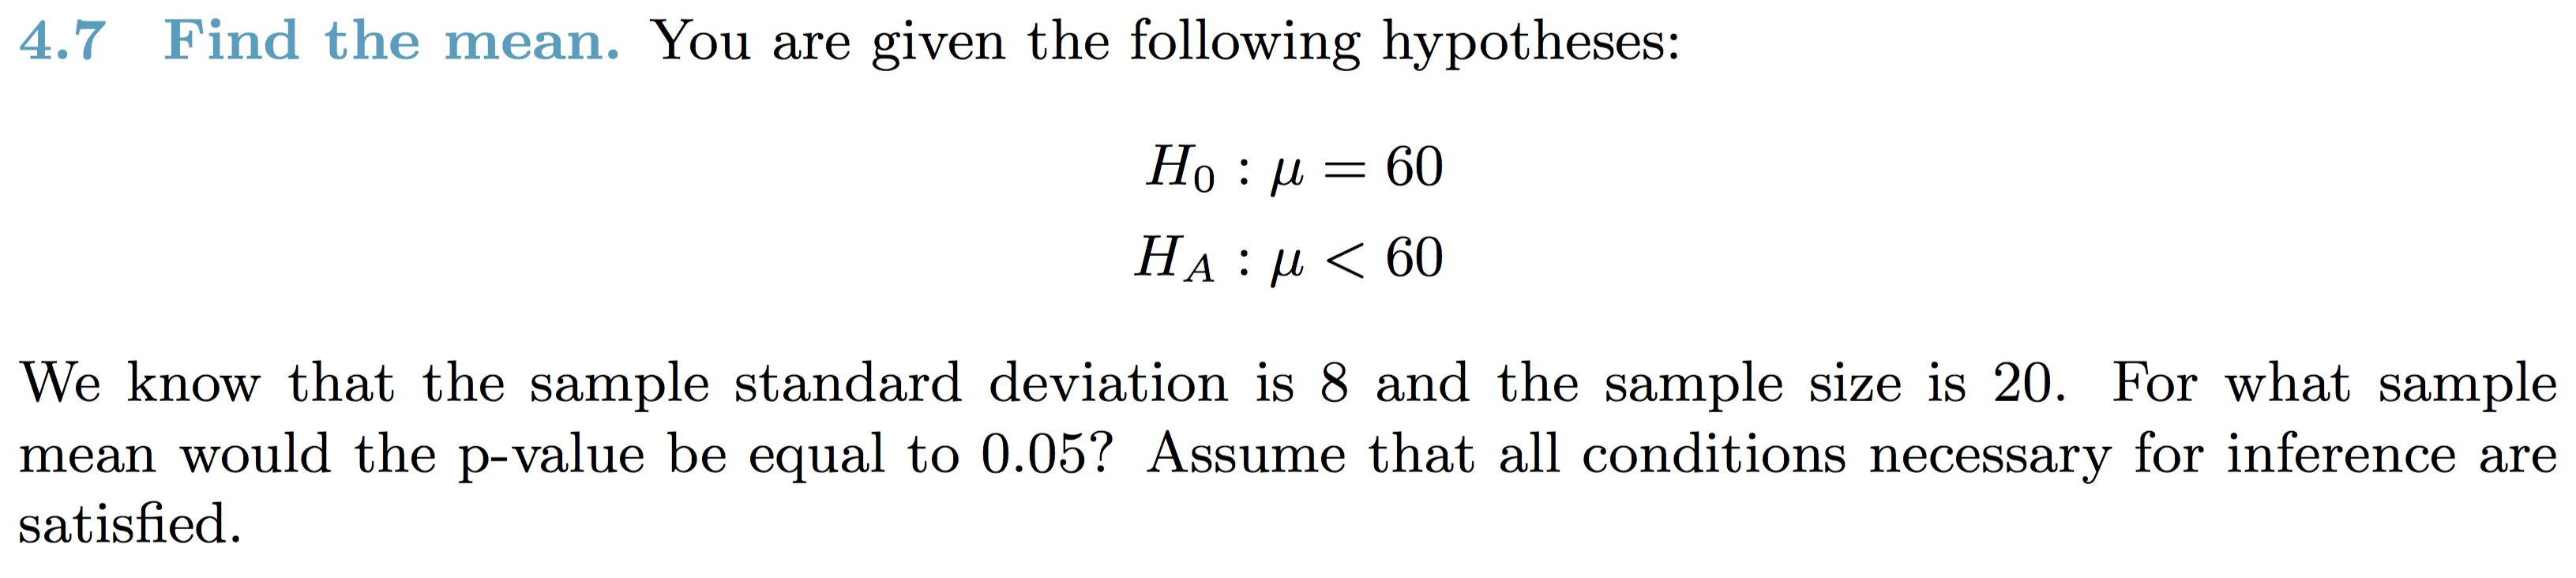 4.7 Find the mean. You are given the following hypotheses:
H₀ : μ = 60
H_A : μ < 60
We know that the sample standard deviation is 8 and the sample size is 20. For what sample
mean would the p-value be equal to 0.05? Assume that all conditions necessary for inference are
satisfied.